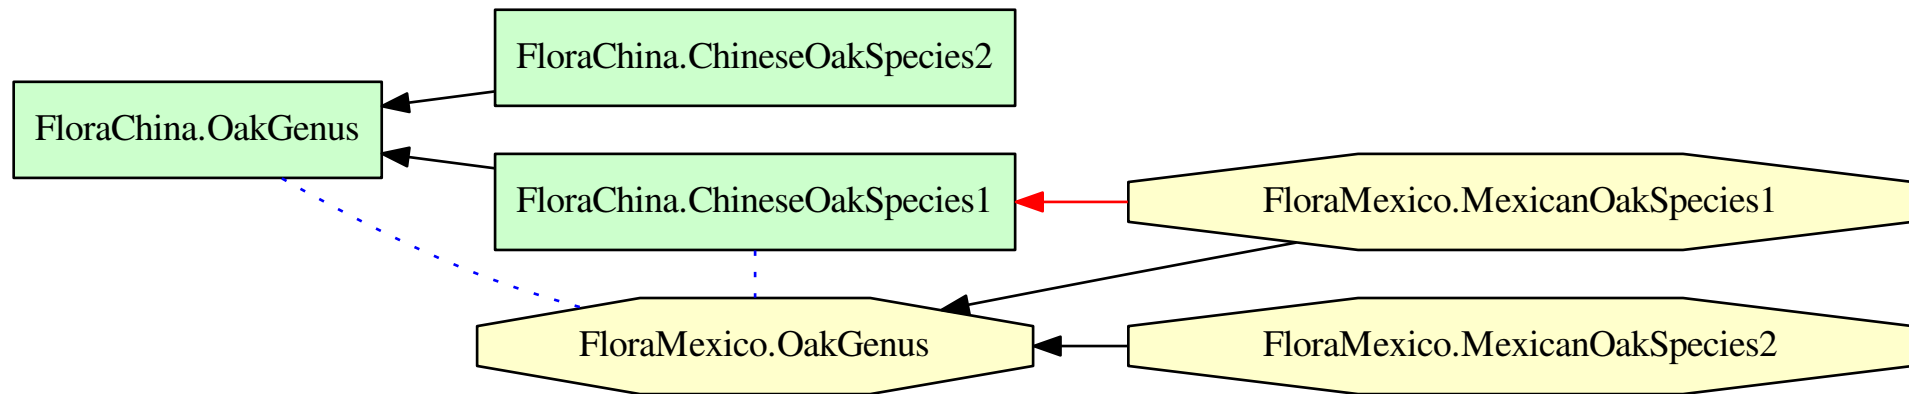 FloraChina.ChineseOakSpecies2
FloraChina.OakGenus
FloraChina.ChineseOakSpecies1
FloraMexico.MexicanOakSpecies1
FloraMexico.OakGenus
FloraMexico.MexicanOakSpecies2